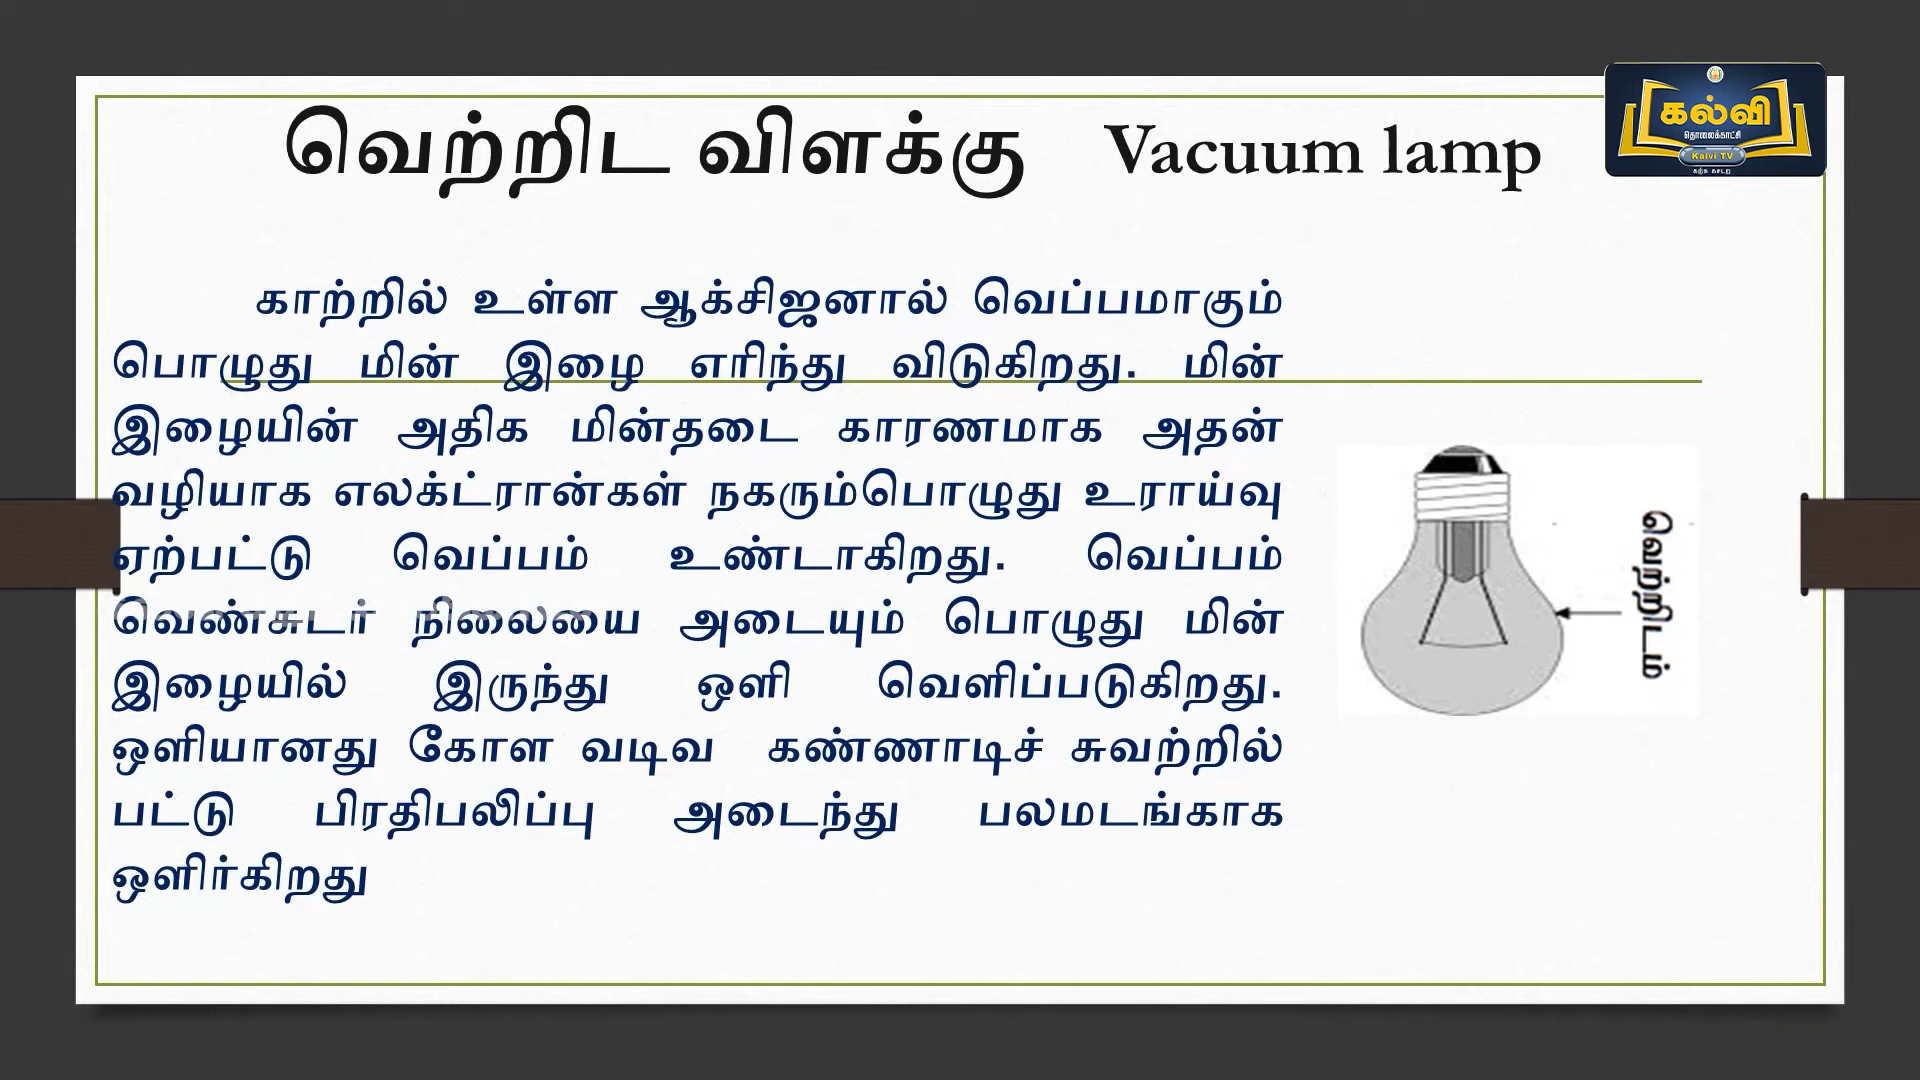 வெற்றிட விளக்கு Vacuum lamp
கல்வி
தொலைக்காட்சி
Kalvi TV
கற்க கசடற
காற்றில் உள்ள ஆக்சிஜனால் வெப்பமாகும்
பொழுது மின் இழை எரிந்து விடுகிறது. மின்
இழையின் அதிக மின்தடை காரணமாக அதன்
வழியாக எலக்ட்ரான்கள் நகரும்பொழுது உராய்வு
ஏற்பட்டு வெப்பம் உண்டாகிறது. வெப்பம்
வெண்சுடர் நிலையை அடையும் பொழுது மின்
இழையில் இருந்து ஒளி வெளிப்படுகிறது.
ஒளியானது கோள வடிவ கண்ணாடிச் சுவற்றில்
பட்டு பிரதிபலிப்பு அடைந்து பலமடங்காக
ஒளிர்கிறது
வெற்றிடம்